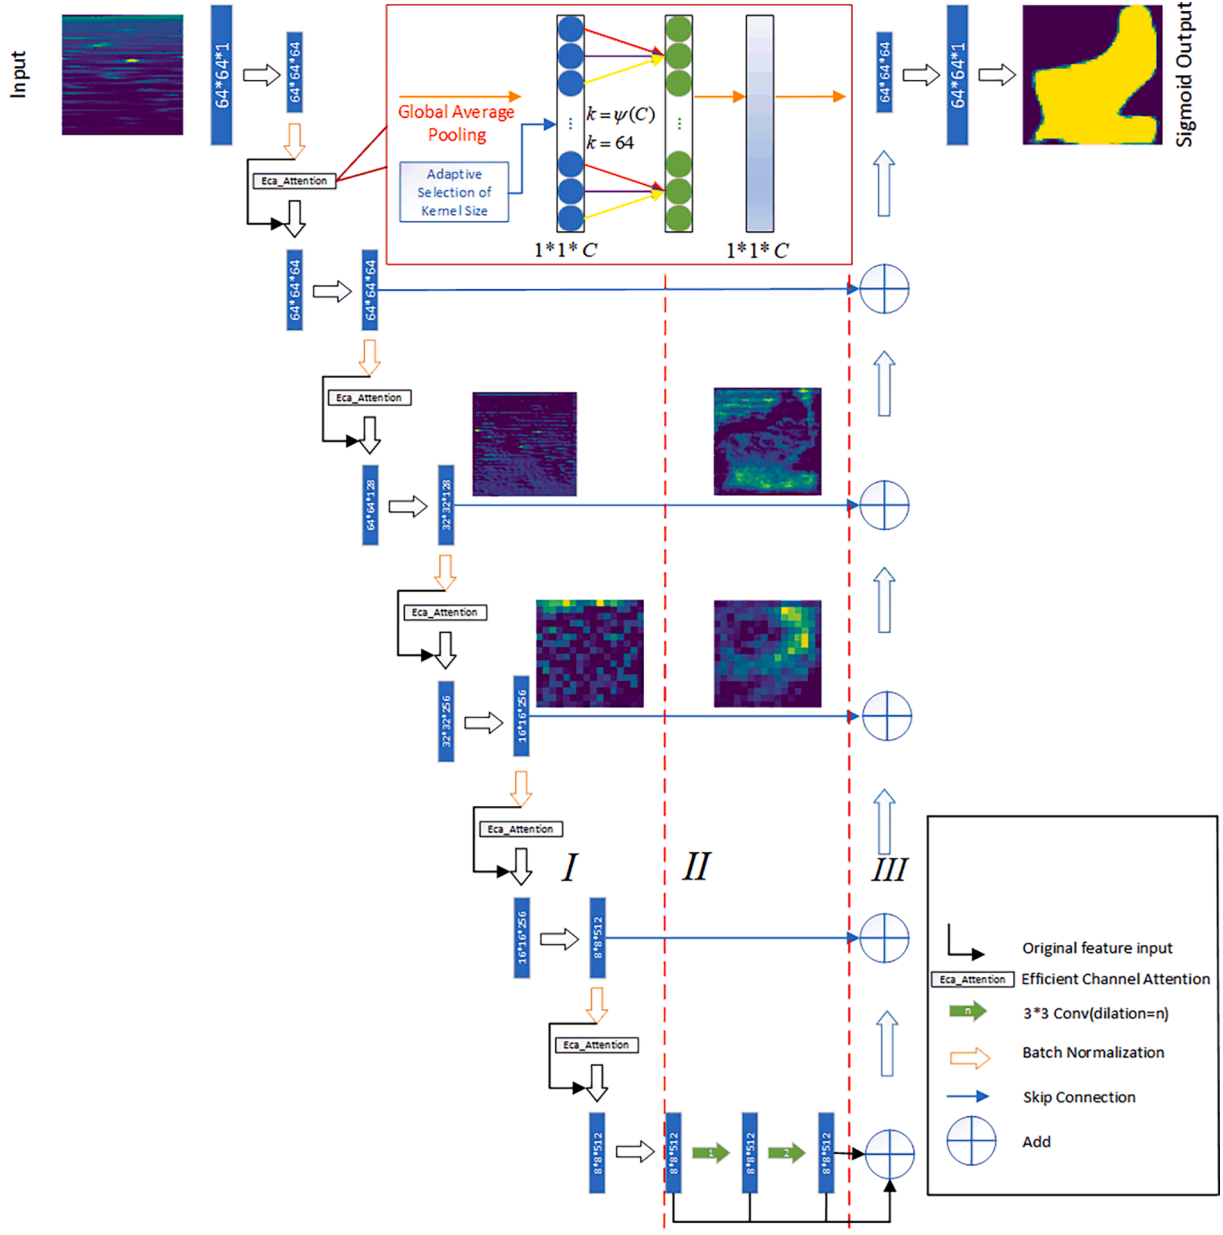 Input
64*64*1
64*64*64
Eca_Attention
Global Average
Pooling
Adaptive
Selection of
Kernel Size
k=ψ(C)
k=64
1*1*C
1*1*C
64*64*64
64*64*1
Sigmoid Output
64*64*64
64*64*64
Eca_Attention
64*64*128
32*32*128
Eca_Attention
32*32*256
16*16*256
Eca_Attention
I
II
III
16*16*256
8*8*512
Eca_Attention
8*8*512
8*8*512
1
8*8*512
2
8*8*512
Original feature input
Eca_Attention
Efficient Channel Attention
n
3*3 Conv(dilation=n)
Batch Normalization
Skip Connection
Add